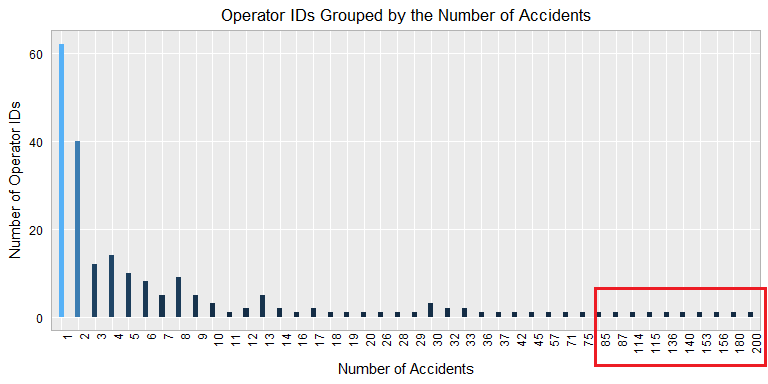 Operator IDs Grouped by the Number of Accidents
Number of Operator IDs
60
40
20
0
1 2 3 4 5 6 7 8 9 10 11 12 13 14 16 17 18 19 20 26 28 29 30 32 33 36 37 42 45 57 71 75 85 87 114 115 136 140 153 156 180 200
Number of Accidents